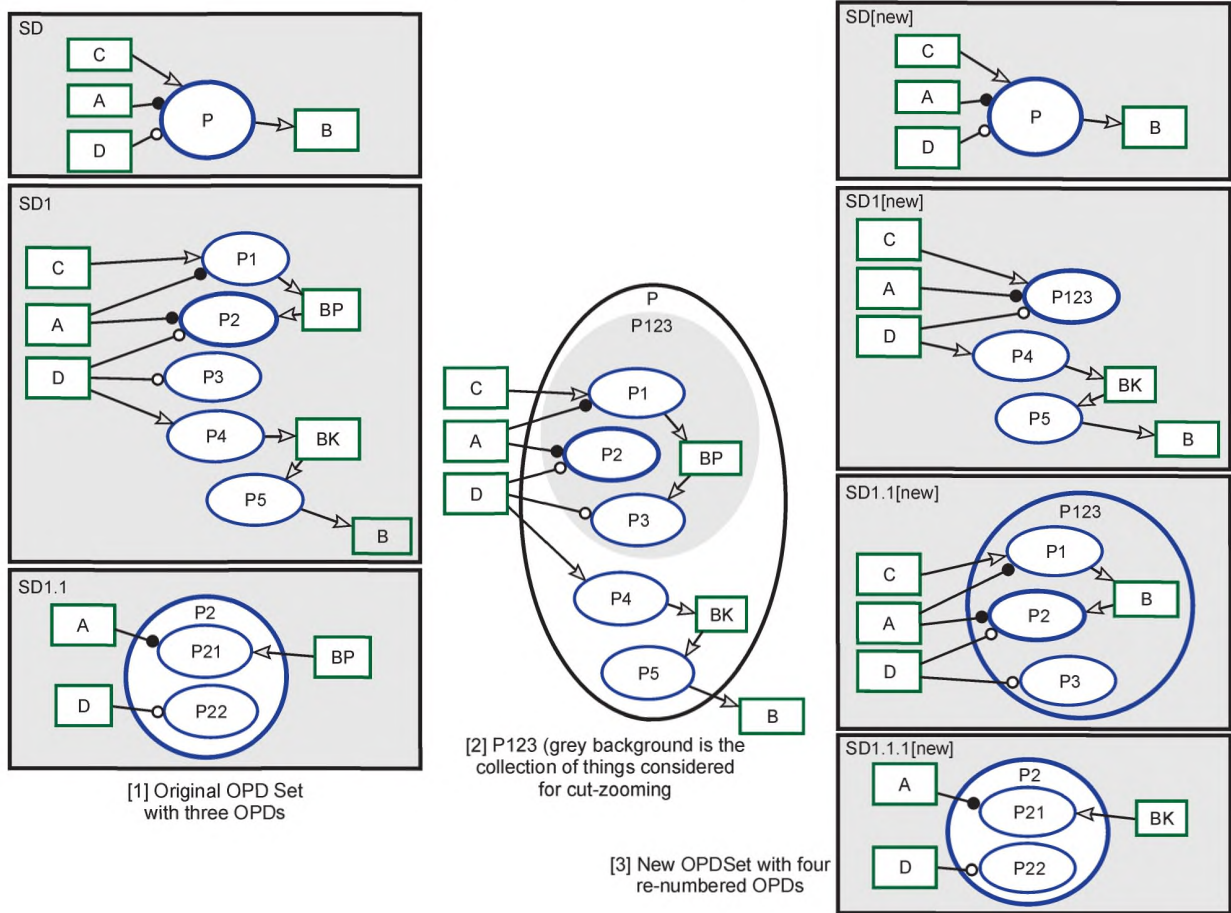 SD
C
A
P
D
B
SD1
C
P1
A
P2
BP
D
P3
P4
BK
P5
B
SD1.1
P2
A
P21
BP
D
P22
[1] Original OPD Set
with three OPDs
P
P123
C
P1
A
P2
BP
D
P3
P4
BK
P5
B
[2] P123 (grey background is the
collection of things considered
for cut-zooming
SD[new]
C
A
P
D
B
SD1[new]
C
A
P123
D
P4
BK
P5
B
SD1.1[new]
P123
P1
C
B
A
P2
D
P3
SD1.1.1[new]
P2
A
P21
BK
D
P22
[3] New OPDSet with four
re-numbered OPDs